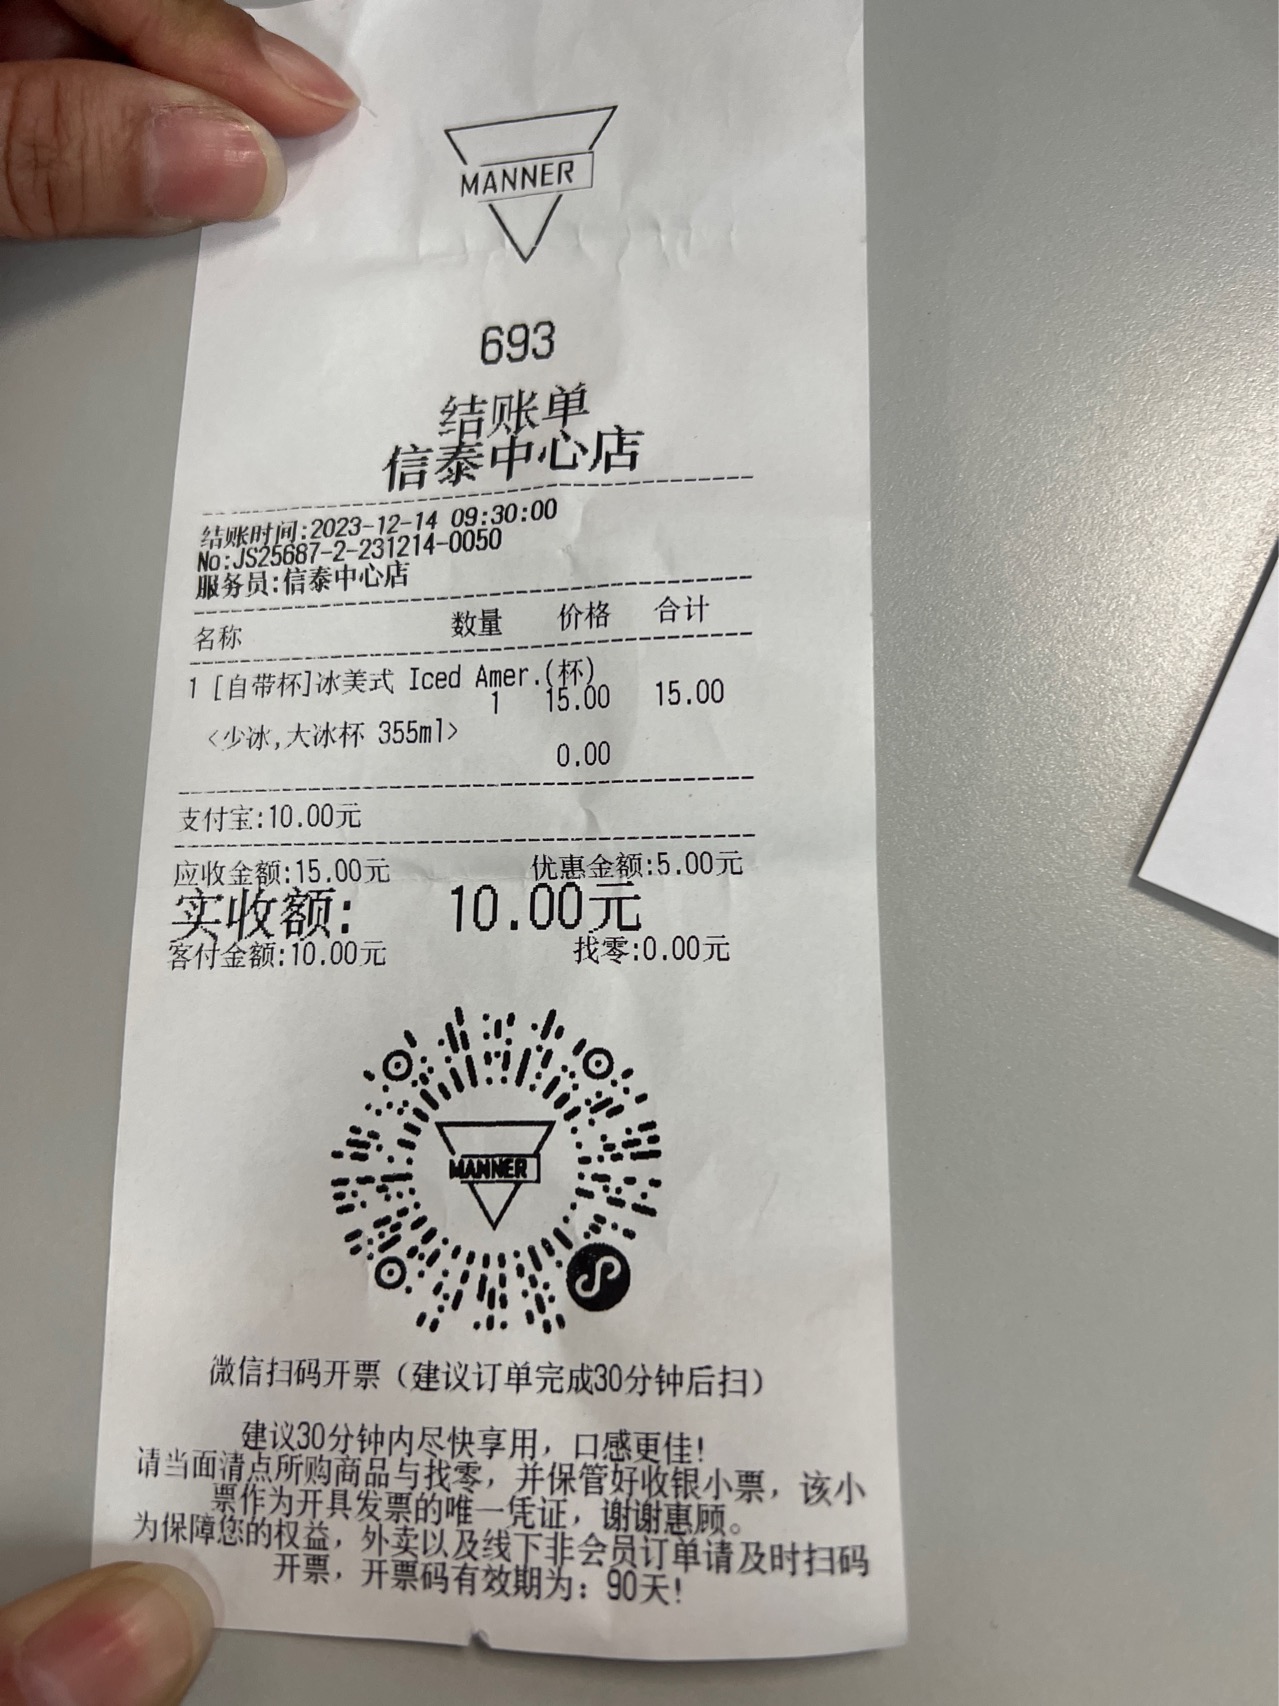 MANNER
693
结账单
信泰中心店
结账时间:2023-12-14 09:30:00
No:JS25687-2-231214-0050
服务员:信泰中心店
名称 数量 价格 合计
1 [自带杯]冰美式 Iced Amer.(杯)
1 15.00 15.00
<少冰,大冰杯 355ml>
0.00
支付宝:10.00元
应收金额:15.00元 优惠金额:5.00元
实收额: 10.00元
客付金额:10.00元 找零:0.00元
MANNER
微信扫码开票（建议订单完成30分钟后扫）
建议30分钟内尽快享用，口感更佳!
请当面清点所购商品与找零，并保管好收银小票，该小
票作为开具发票的唯一凭证，谢谢惠顾。
为保障您的权益，外卖以及线下非会员订单请及时扫码
开票，开票码有效期为：90天!